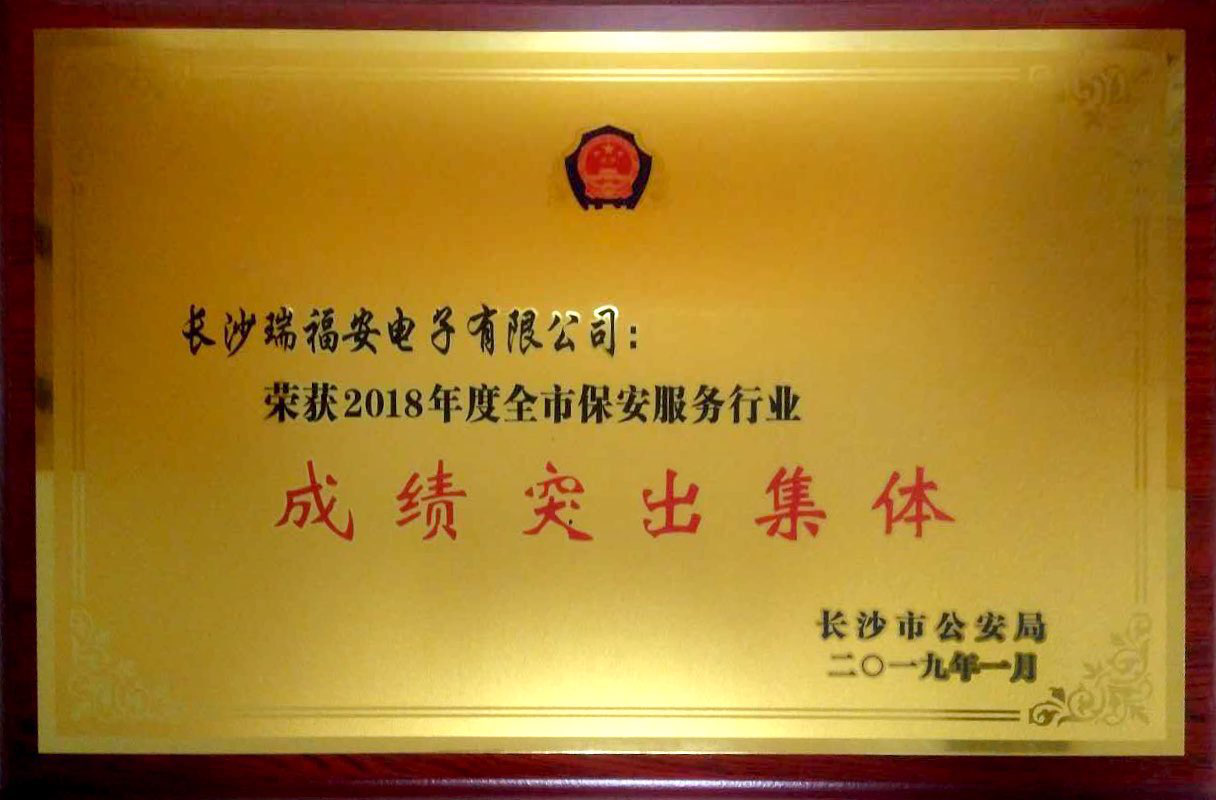 长沙瑞福安电子有限公司：
荣获2018年度全市保安服务行业
成绩突出集体
长沙市公安局
二〇一九年一月